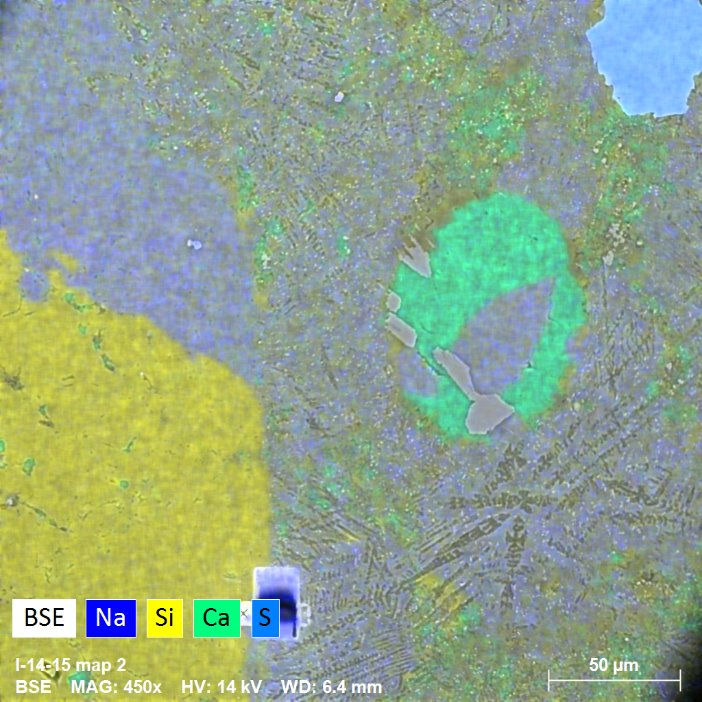 BSE Na Si Ca S
I-14-15 map 2
50 µm
BSE MAG: 450x HV: 14 kV WD: 6.4 mm